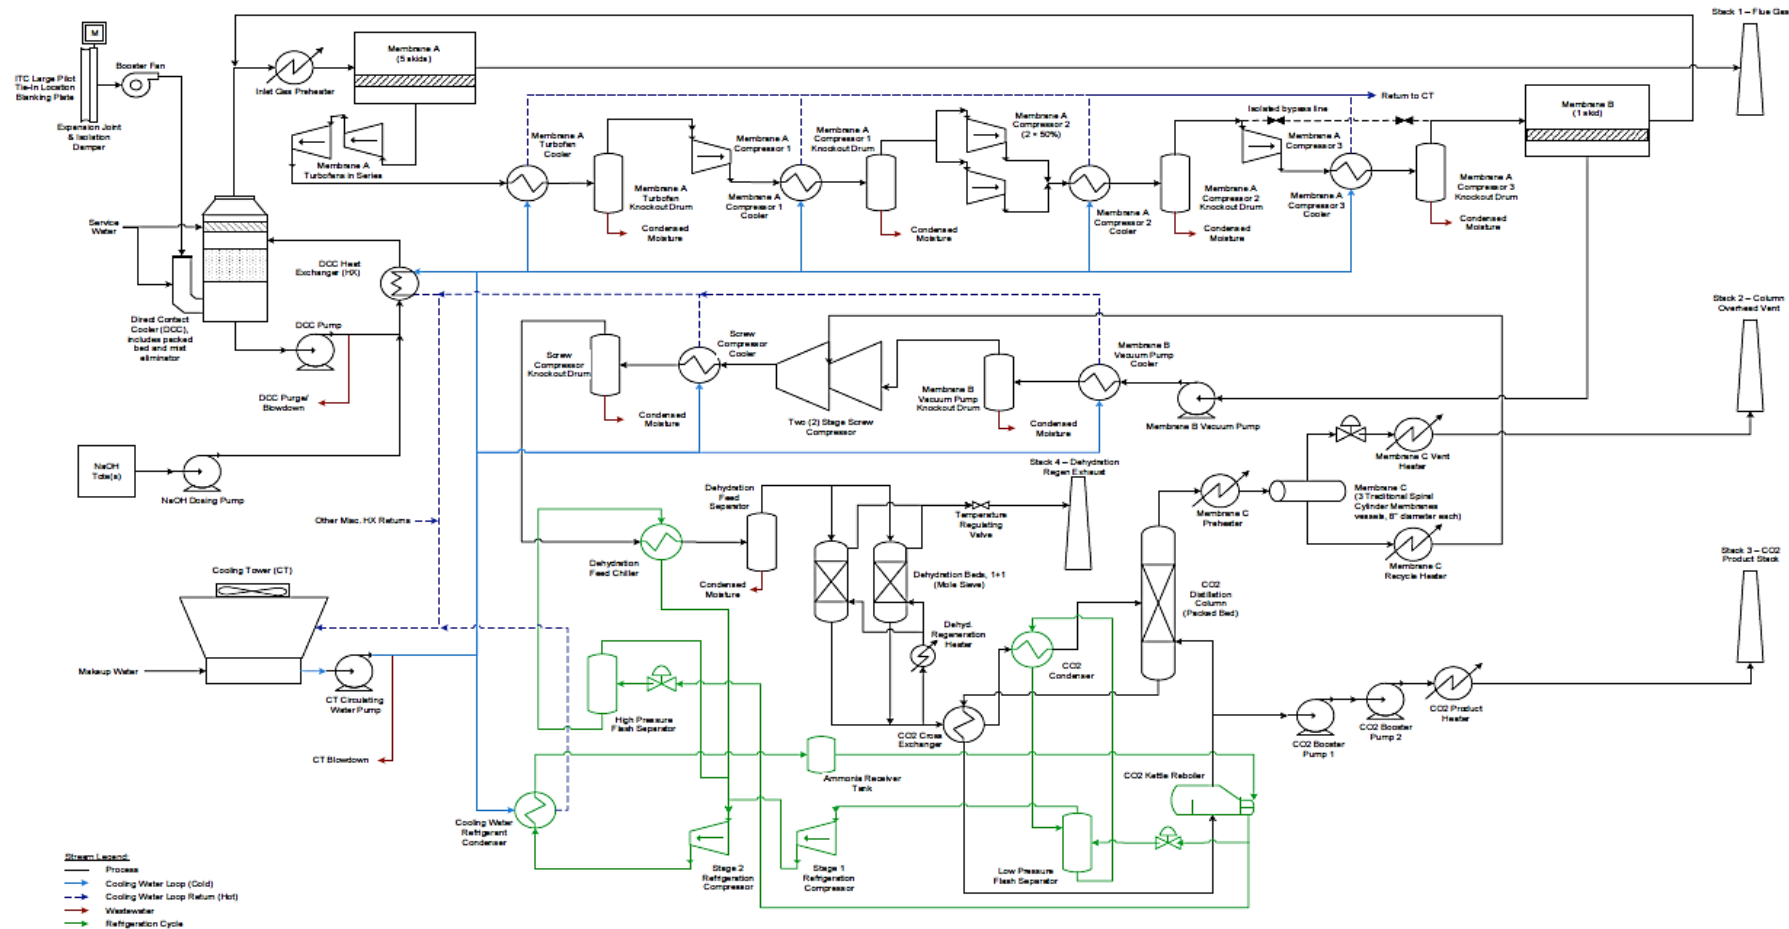 Stack 1 – Flue Gas
M
Membrane A
(5 skids)
Booster Fan
ITC Large Pilot
Tie-In Location
Blanking Plate
Inlet Gas Preheater
Expansion Joint
& Isolation
Damper
Return to CT
Isolated bypass line
Membrane B
(1 skid)
Membrane A
Turbofan
Cooler
Membrane A
Compressor 1
Membrane A
Compressor 1
Knockout Drum
Membrane A
Compressor 2
(2 × 50%)
Membrane A
Compressor 3
Membrane A
Turbofans in Series
Membrane A
Turbofan
Knockout Drum
Membrane A
Compressor 1
Cooler
Membrane A
Compressor 2
Cooler
Membrane A
Compressor 2
Knockout Drum
Membrane A
Compressor 3
Cooler
Membrane A
Compressor 3
Knockout Drum
Condensed
Moisture
Condensed
Moisture
Condensed
Moisture
Condensed
Moisture
Service
Water
DCC Heat
Exchanger (HX)
Direct Contact
Cooler (DCC),
includes packed
bed and mist
eliminator
DCC Pump
DCC Purge/
Blowdown
Stack 2 – Column
Overhead Vent
Screw
Compressor
Knockout Drum
Screw
Compressor
Cooler
Two (2) Stage Screw
Compressor
Membrane B
Vacuum Pump
Knockout Drum
Membrane B
Vacuum Pump
Cooler
Membrane B Vacuum Pump
Condensed
Moisture
Condensed
Moisture
NaOH
Tote(s)
NaOH Dosing Pump
Stack 4 – Dehydration
Regen Exhaust
Membrane C Vent
Heater
Membrane C
(3 Traditional Spiral
Cylinder Membranes
vessels, 8" diameter each)
Membrane C
Preheater
Membrane C
Recycle Heater
Dehydration
Feed
Separator
Temperature
Regulating
Valve
Other Misc. HX Returns
Dehydration
Feed Chiller
Condensed
Moisture
Dehydration Beds, 1+1
(Mole Sieve)
CO2
Distillation
Column
(Packed Bed)
Stack 3 – CO2
Product Stack
Cooling Tower (CT)
Makeup Water
CT Circulating
Water Pump
CT Blowdown
Dehyd.
Regeneration
Heater
CO2
Condenser
High Pressure
Flash Separator
CO2 Cross
Exchanger
CO2 Booster
Pump 1
CO2 Booster
Pump 2
CO2 Product
Heater
Ammonia Receiver
Tank
CO2 Kettle Reboiler
Cooling Water
Refrigerant
Condenser
Stage 2
Refrigeration
Compressor
Stage 1
Refrigeration
Compressor
Low Pressure
Flash Separator
Stream Legend:
Process
Cooling Water Loop (Cold)
Cooling Water Loop Return (Hot)
Wastewater
Refrigeration Cycle